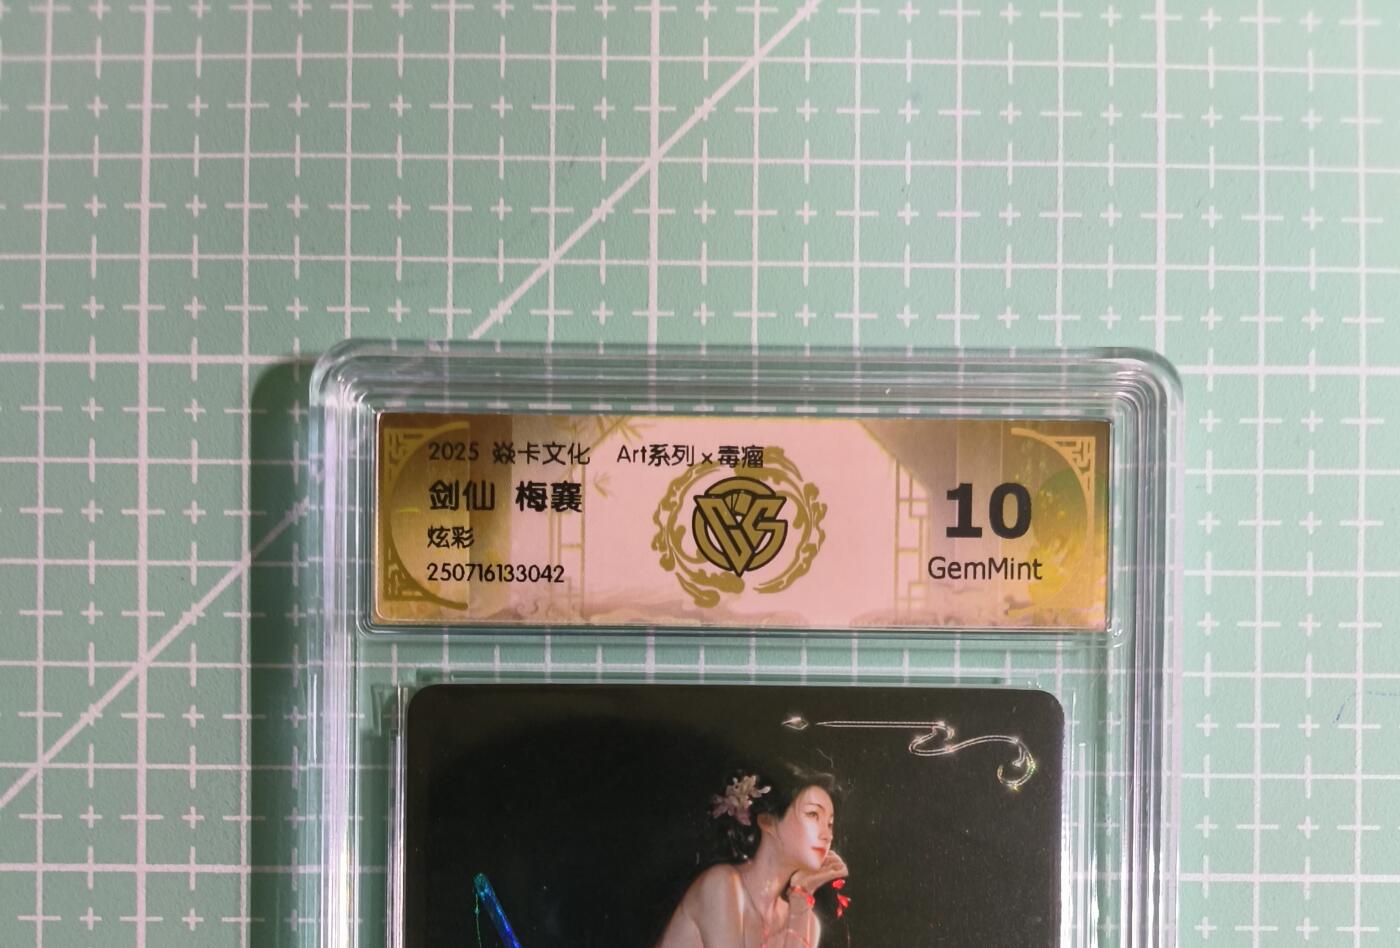 2025 焱卡文化 Art系列×毒瘤
剑仙 梅襄
炫彩
250716133042
10
GemMint